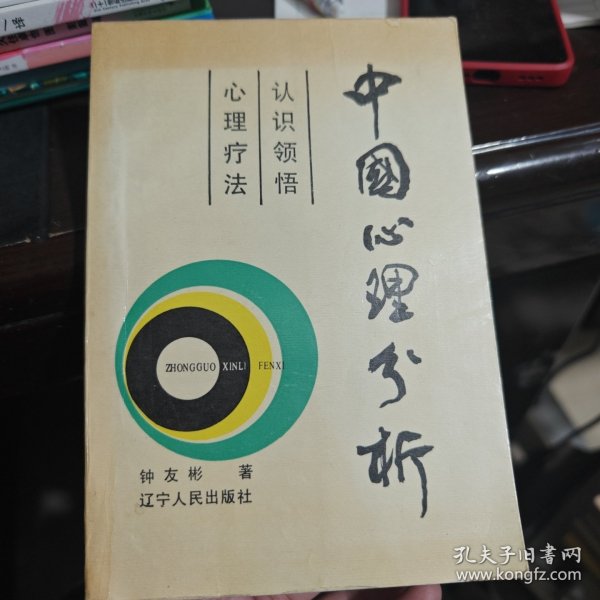 中國心理分析
认识领悟
心理疗法
ZHONGGUO XINLI FENXI
钟友彬 著
辽宁人民出版社
孔夫子旧书网
www.kongfz.com